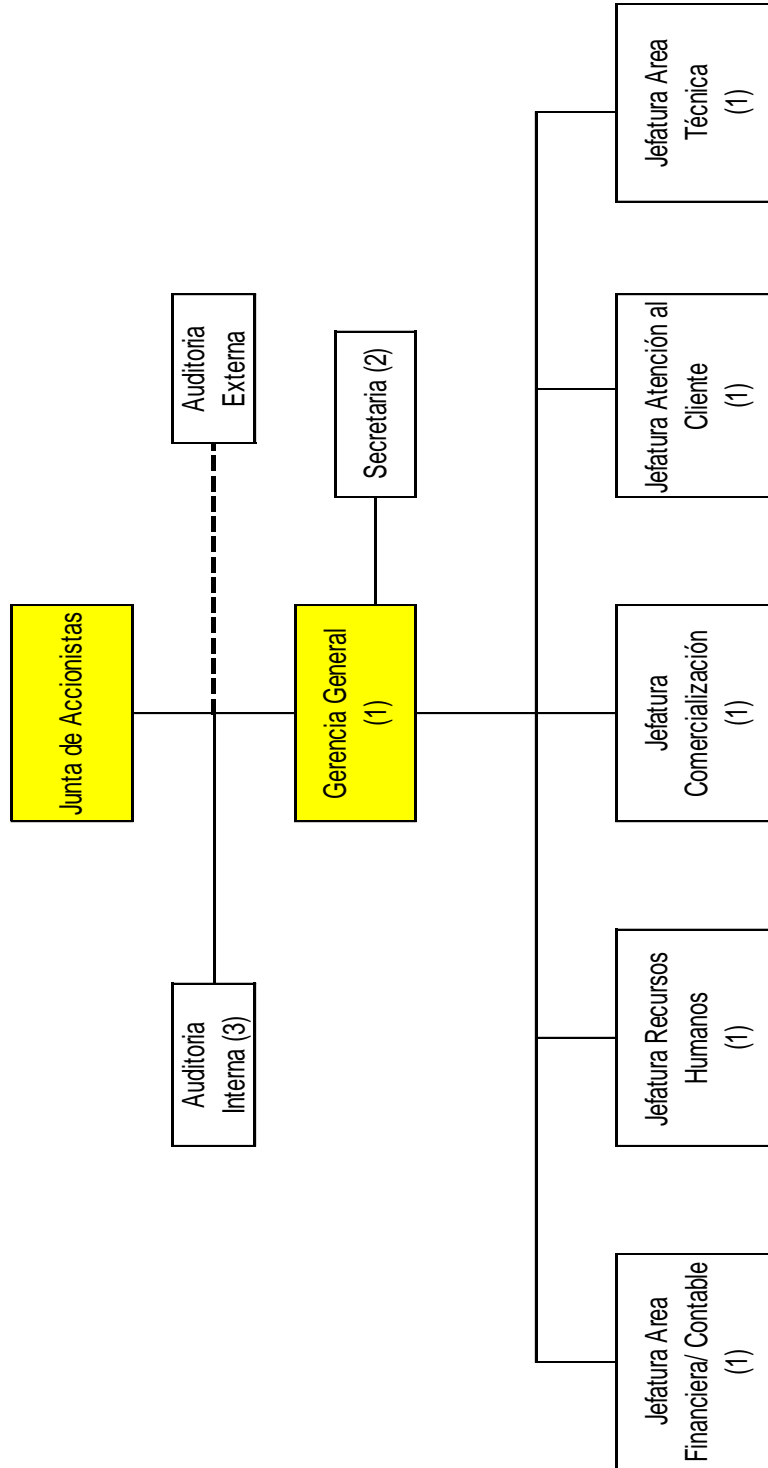 Junta de Accionistas
Auditoria
Interna (3)
Auditoria
Externa
Gerencia General
(1)
Secretaria (2)
Jefatura Area
Financiera/ Contable
(1)
Jefatura Recursos
Humanos
(1)
Jefatura
Comercialización
(1)
Jefatura Atención al
Cliente
(1)
Jefatura Area
Técnica
(1)